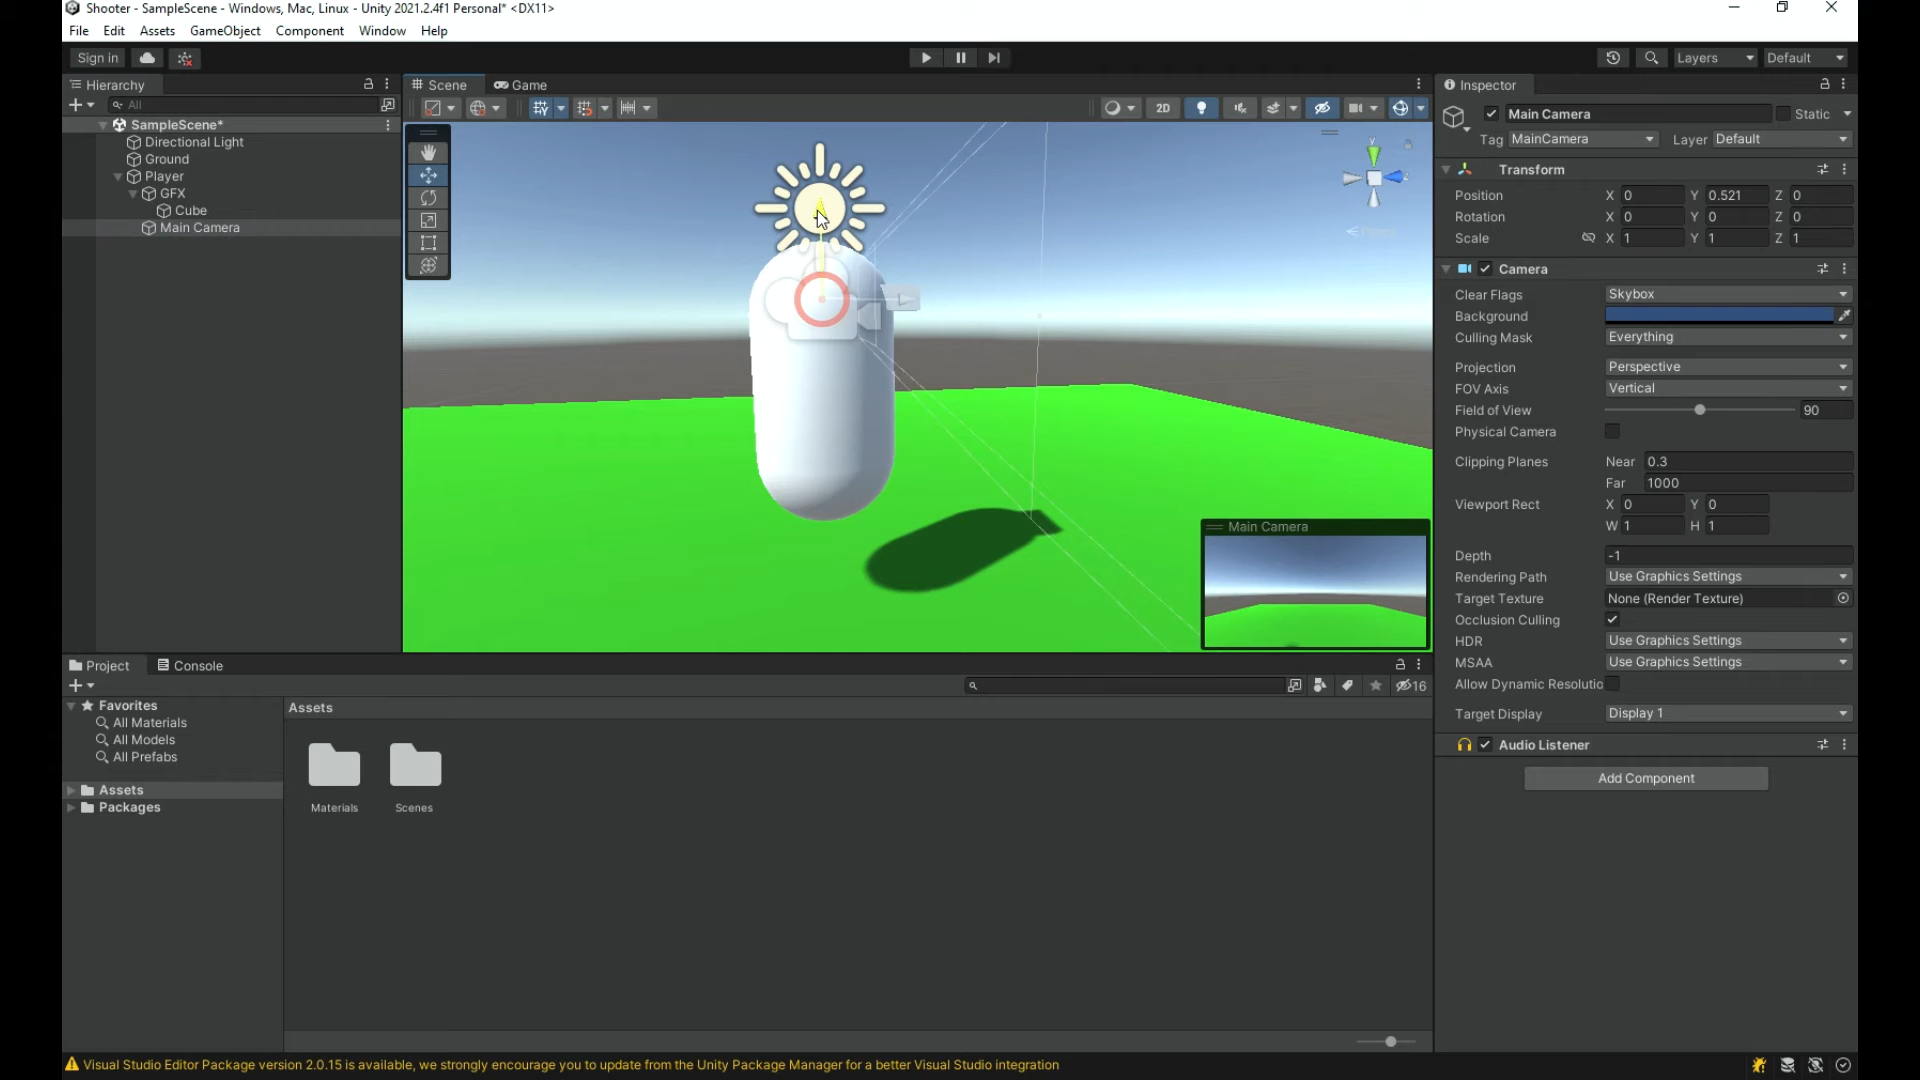 Shooter - SampleScene - Windows, Mac, Linux - Unity 2021.2.4f1 Personal* <DX11>
File Edit Assets GameObject Component Window Help
Sign in Layers Default
Hierarchy
All
SampleScene*
Directional Light
Ground
Player
GFX
Cube
Main Camera
Scene Game
2D
y
Main Camera
Inspector
Main Camera Static
Tag MainCamera Layer Default
Transform
Position X 0 Y 0.521 Z 0
Rotation X 0 Y 0 Z 0
Scale X 1 Y 1 Z 1
Camera
Clear Flags Skybox
Background
Culling Mask Everything
Projection Perspective
FOV Axis Vertical
Field of View 90
Physical Camera
Clipping Planes Near 0.3
Far 1000
Viewport Rect X 0 Y 0
W 1 H 1
Depth -1
Rendering Path Use Graphics Settings
Target Texture None (Render Texture)
Occlusion Culling
HDR Use Graphics Settings
MSAA Use Graphics Settings
Allow Dynamic Resolutio
Target Display Display 1
Audio Listener
Add Component
Project Console
16
Favorites
All Materials
All Models
All Prefabs
Assets
Packages
Assets
Materials Scenes
Visual Studio Editor Package version 2.0.15 is available, we strongly encourage you to update from the Unity Package Manager for a better Visual Studio integration